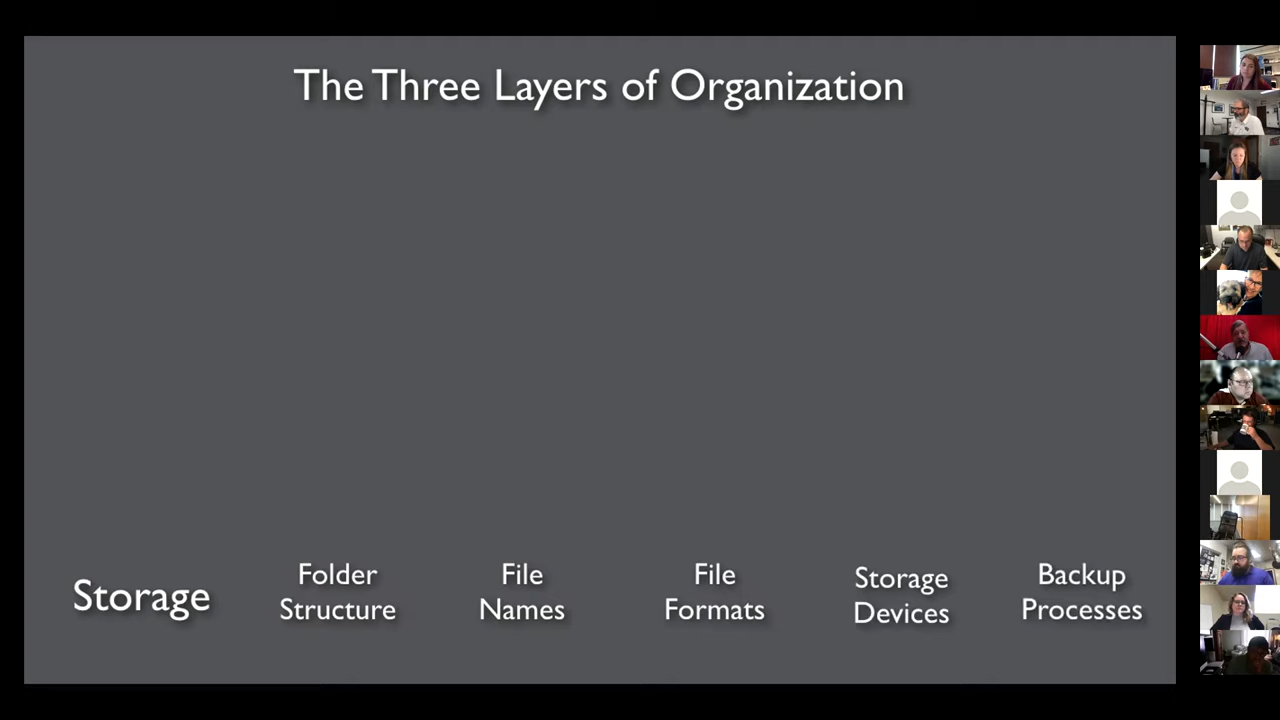 The Three Layers of Organization
Storage
Folder
Structure
File
Names
File
Formats
Storage
Devices
Backup
Processes